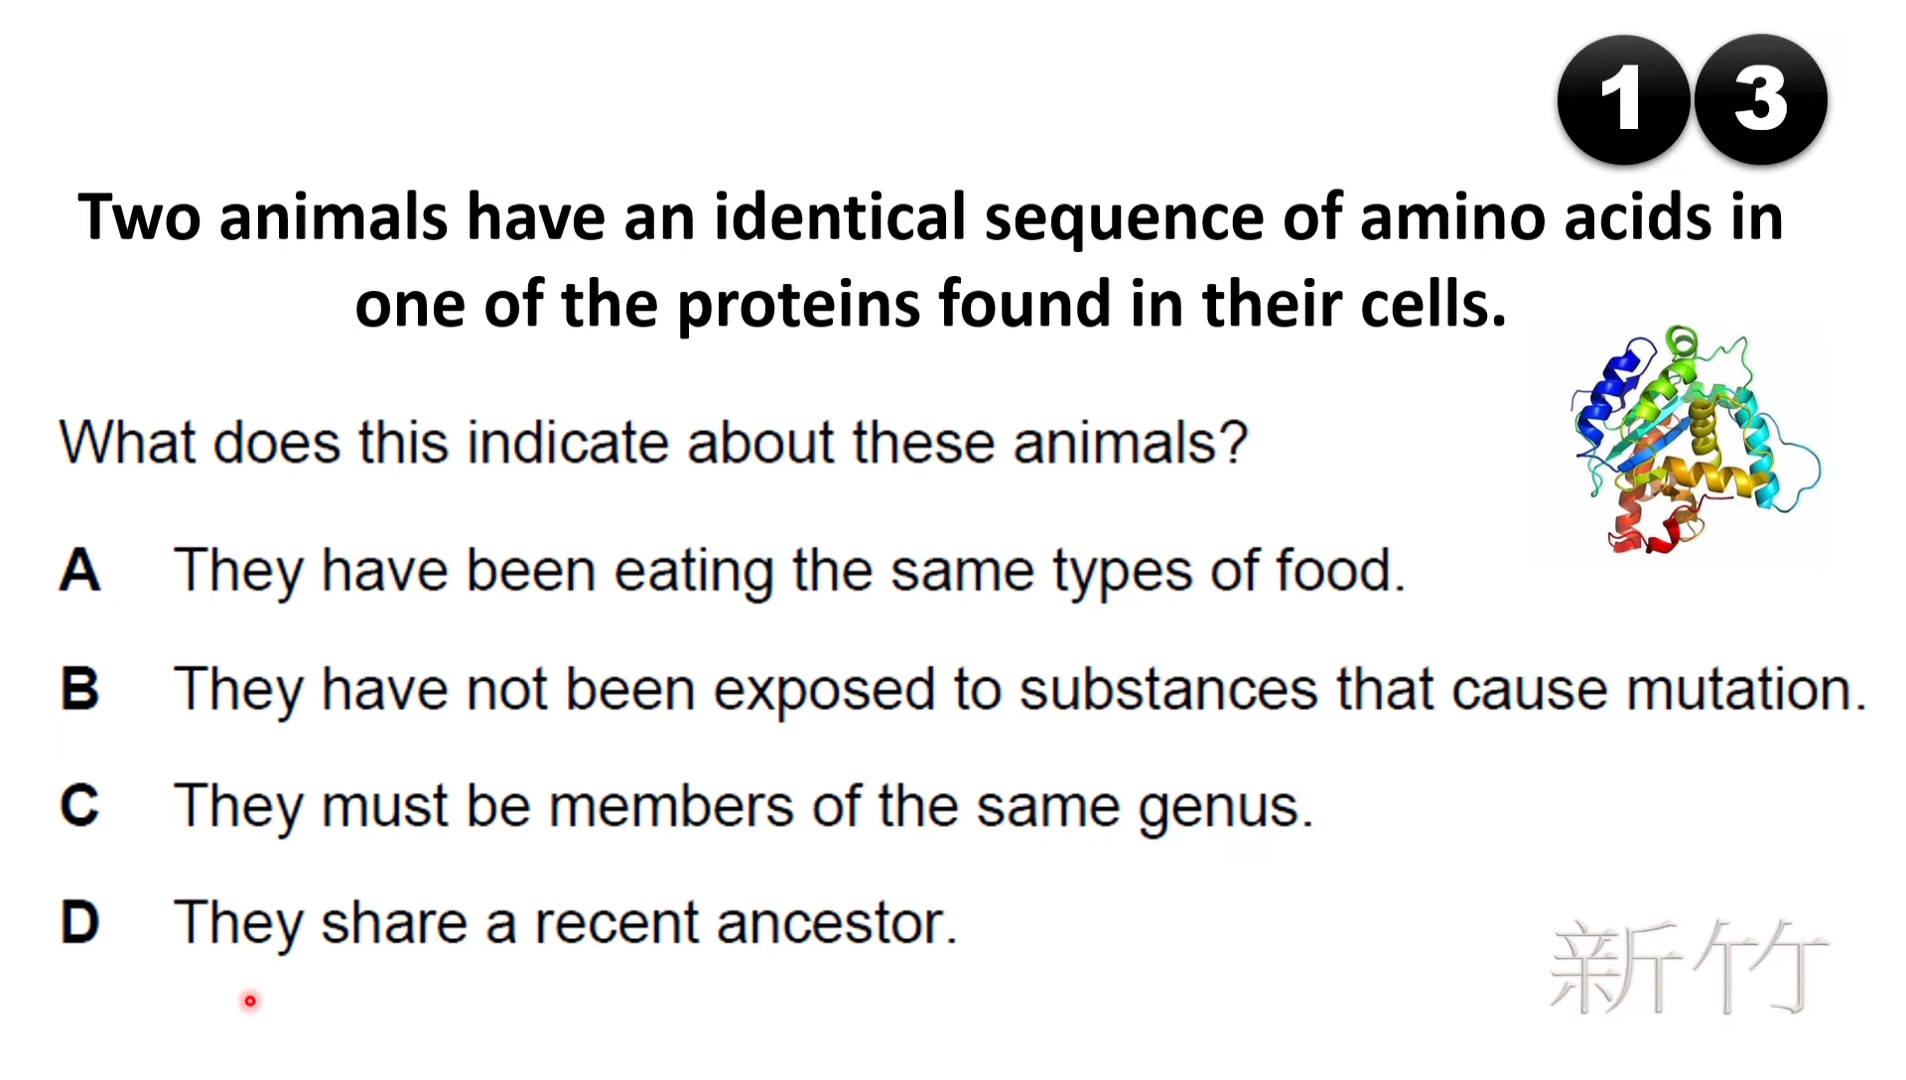 1 3
Two animals have an identical sequence of amino acids in
one of the proteins found in their cells.
What does this indicate about these animals?
A They have been eating the same types of food.
B They have not been exposed to substances that cause mutation.
C They must be members of the same genus.
D They share a recent ancestor.
新竹